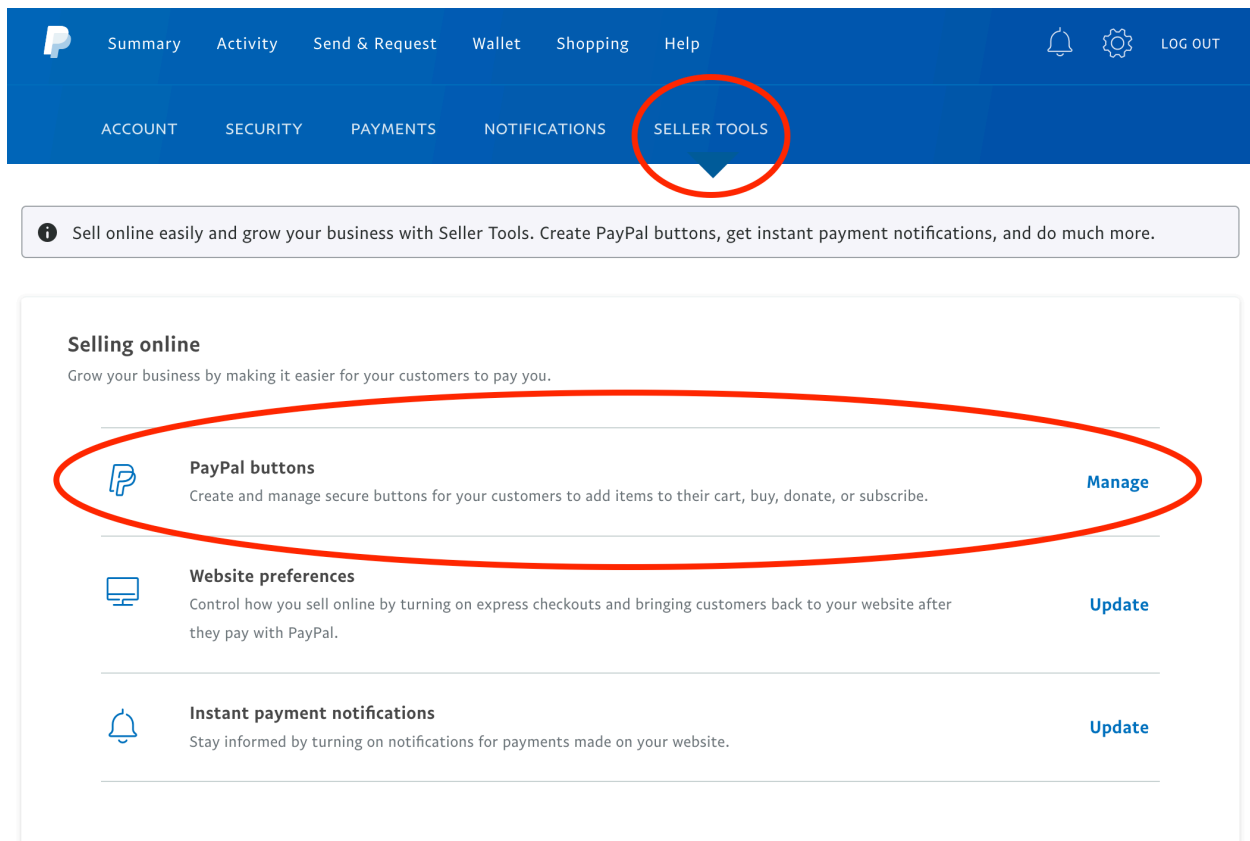 Summary Activity Send & Request Wallet Shopping Help LOG OUT
ACCOUNT SECURITY PAYMENTS NOTIFICATIONS SELLER TOOLS
Sell online easily and grow your business with Seller Tools. Create PayPal buttons, get instant payment notifications, and do much more.
Selling online
Grow your business by making it easier for your customers to pay you.
PayPal buttons
Create and manage secure buttons for your customers to add items to their cart, buy, donate, or subscribe.
Manage
Website preferences
Control how you sell online by turning on express checkouts and bringing customers back to your website after
they pay with PayPal.
Update
Instant payment notifications
Stay informed by turning on notifications for payments made on your website.
Update